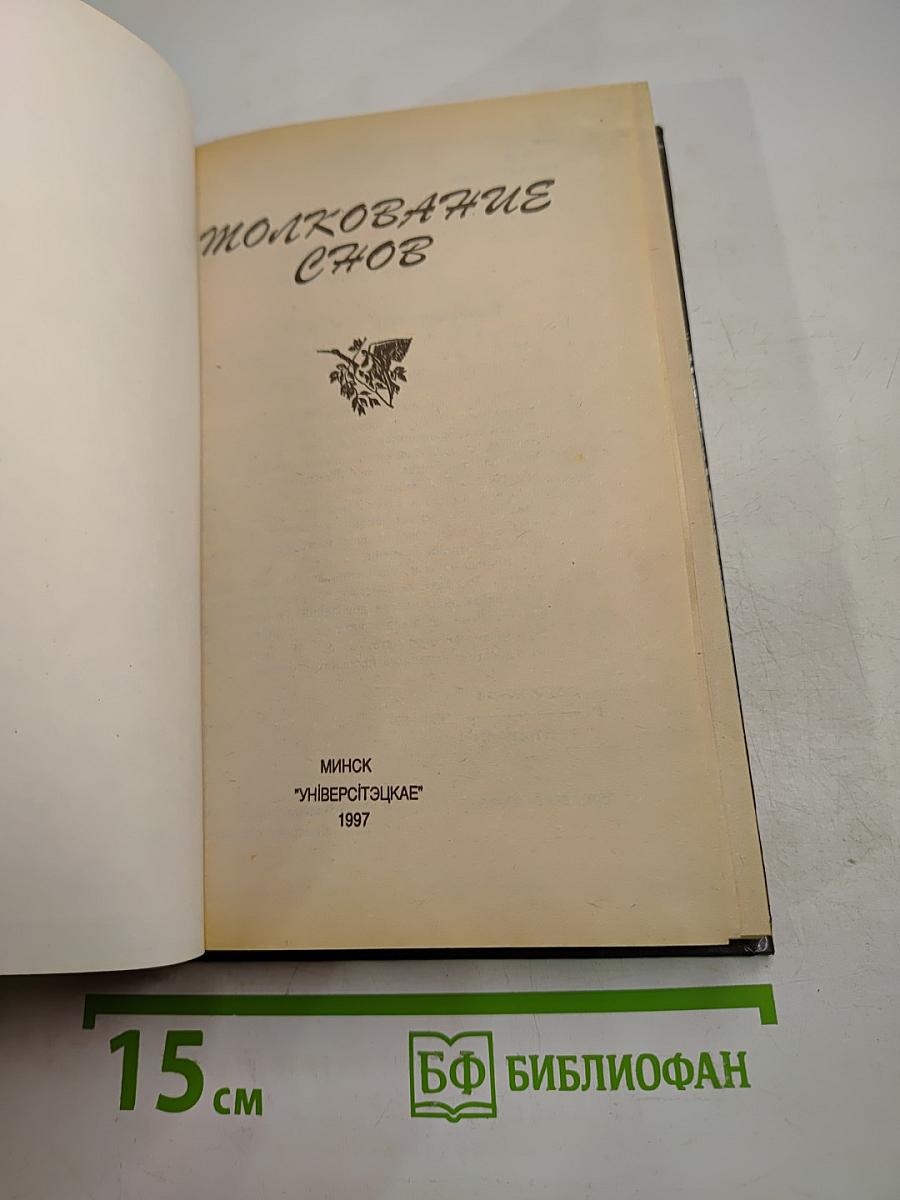 ТОЛКОВАНИЕ
СНОВ
МИНСК
"УНІВЕРСІТЭЦКАЕ"
1997
15 см
БФ БИБЛИОФАН